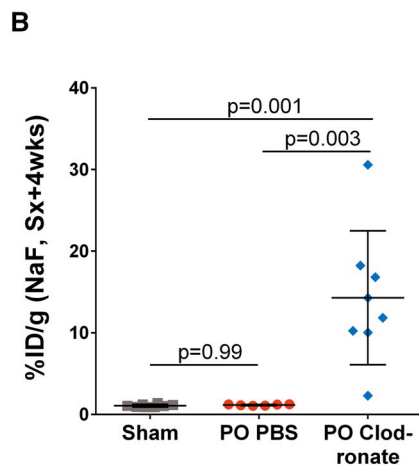 B
%ID/g (NaF, Sx+4wks)
40
30
20
10
0
p=0.001
p=0.003
p=0.99
Sham
PO PBS
PO Clod-
ronate